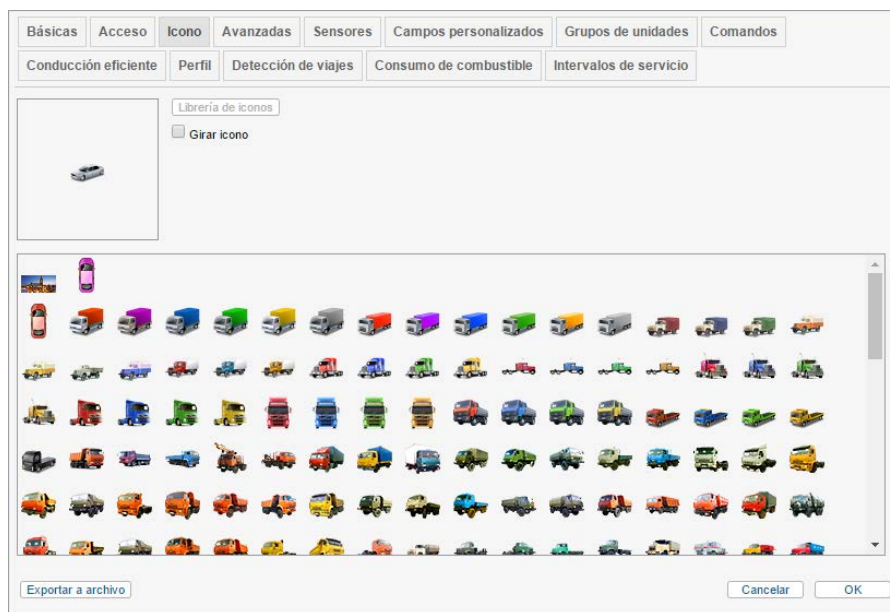 Básicas Acceso Icono Avanzadas Sensores Campos personalizados Grupos de unidades Comandos
Conducción eficiente Perfil Detección de viajes Consumo de combustible Intervalos de servicio
Librería de iconos
Girar icono
Exportar a archivo Cancelar OK